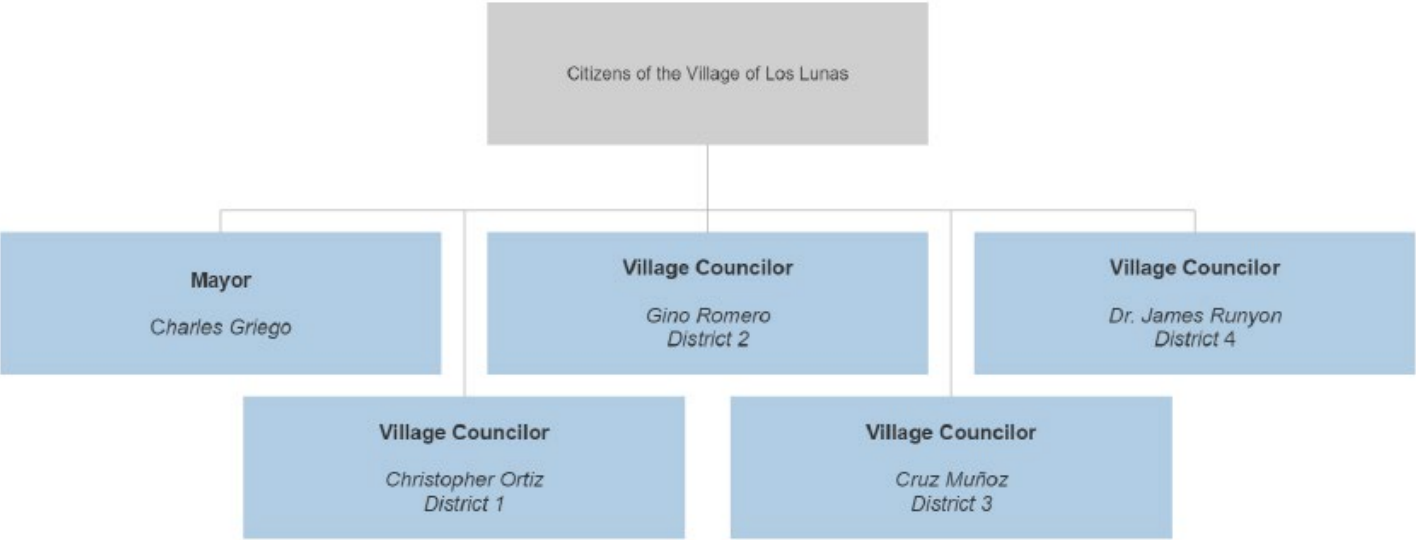 Citizens of the Village of Los Lunas
Mayor
Charles Griego
Village Councilor
Gino Romero
District 2
Village Councilor
Dr. James Runyon
District 4
Village Councilor
Christopher Ortiz
District 1
Village Councilor
Cruz Muñoz
District 3